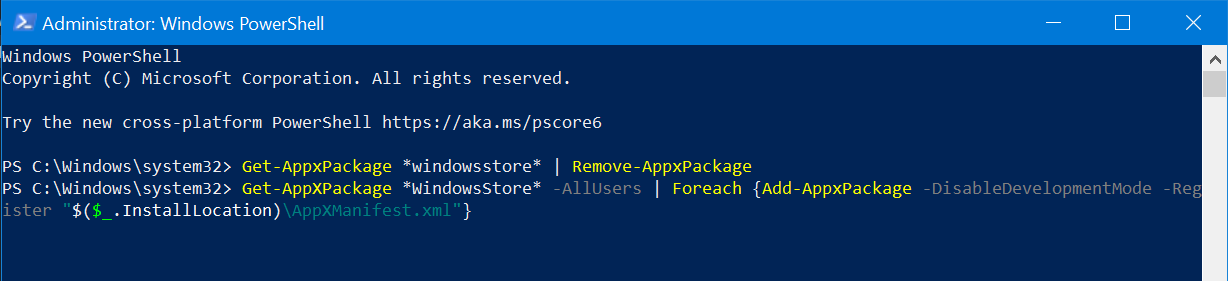 Administrator: Windows PowerShell
Windows PowerShell
Copyright (C) Microsoft Corporation. All rights reserved.
Try the new cross-platform PowerShell https://aka.ms/pscore6
PS C:\Windows\system32> Get-AppxPackage *windowsstore* | Remove-AppxPackage
PS C:\Windows\system32> Get-AppXPackage *WindowsStore* -AllUsers | Foreach {Add-AppxPackage -DisableDevelopmentMode -Reg
ister "$($_.InstallLocation)\AppXManifest.xml"}